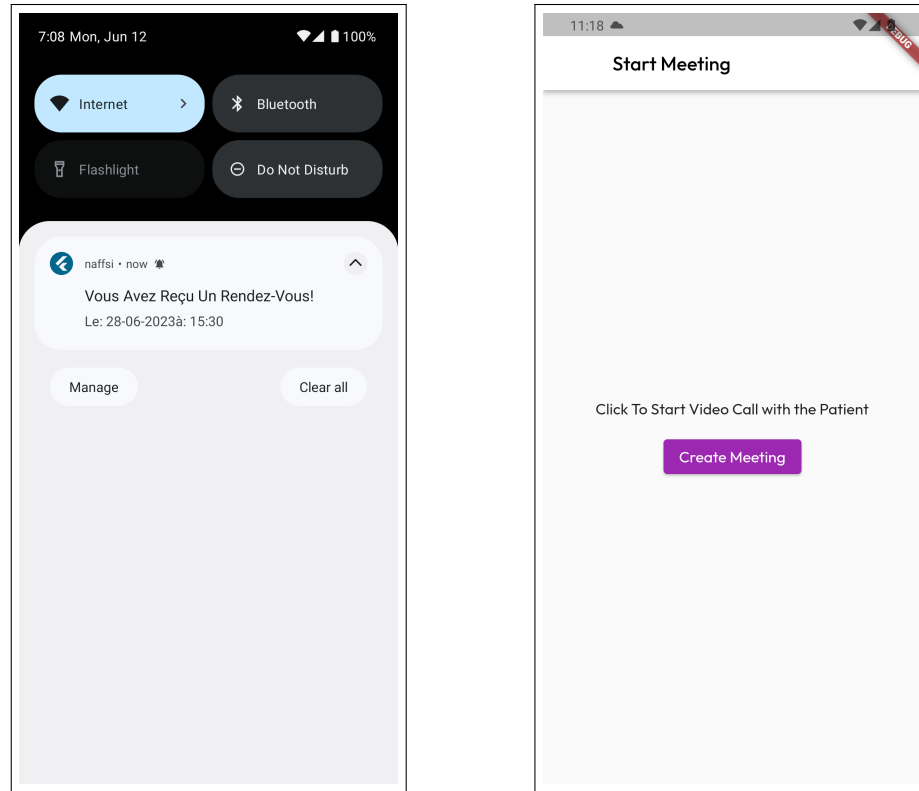 7:08 Mon, Jun 12
100%
Internet
Bluetooth
Flashlight
Do Not Disturb
naffsi • now
Vous Avez Reçu Un Rendez-Vous!
Le: 28-06-2023à: 15:30
Manage
Clear all
11:18
DEBUG
Start Meeting
Click To Start Video Call with the Patient
Create Meeting